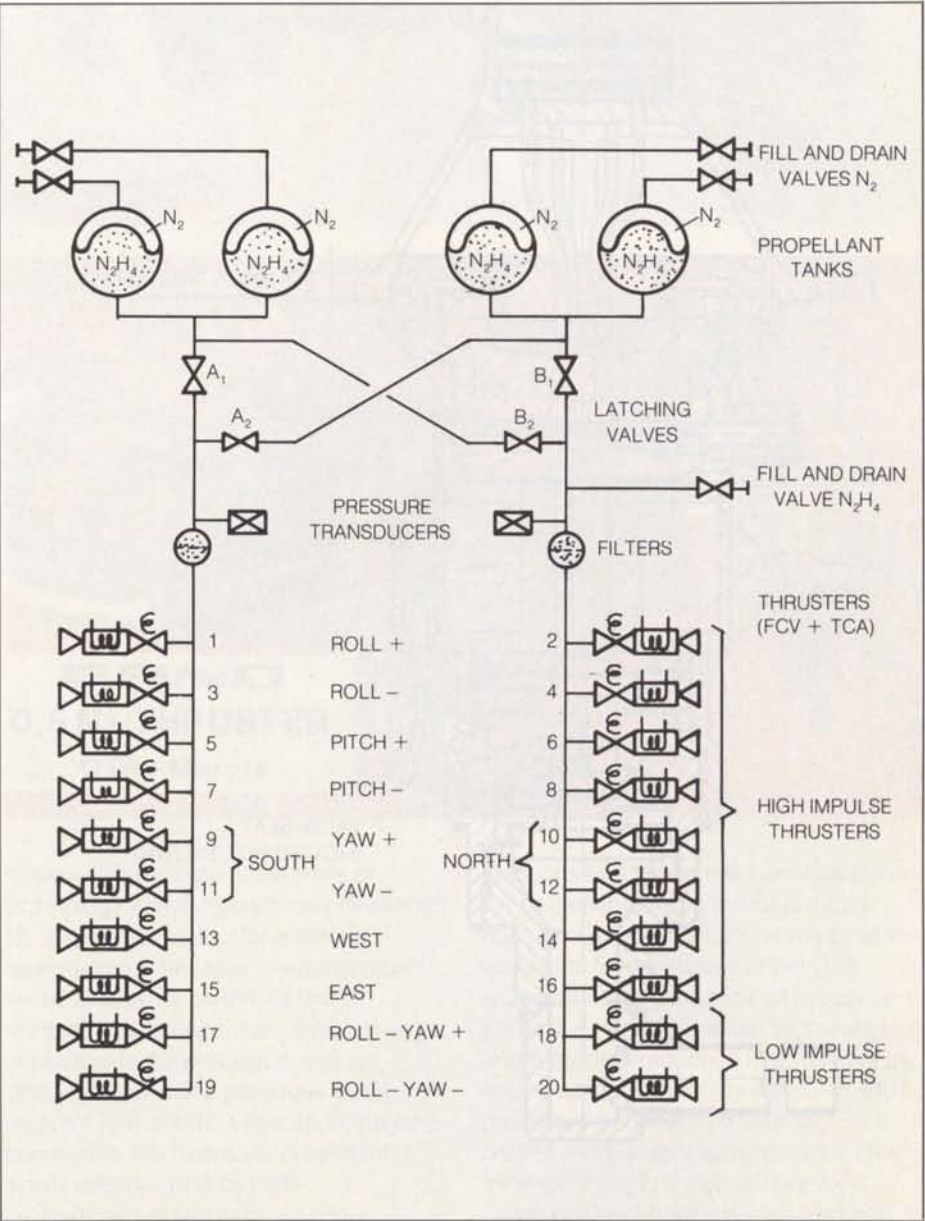 FILL AND DRAIN
VALVES N₂
N₂
N₂
N₂
N₂
N₂H₄
N₂H₄
N₂H₄
N₂H₄
PROPELLANT
TANKS
A₁
B₁
A₂
B₂
LATCHING
VALVES
FILL AND DRAIN
VALVE N₂H₄
PRESSURE
TRANSDUCERS
FILTERS
THRUSTERS
(FCV + TCA)
1 ROLL + 2
3 ROLL – 4
5 PITCH + 6
7 PITCH – 8
HIGH IMPULSE
THRUSTERS
9 YAW + 10
SOUTH
NORTH
11 YAW – 12
13 WEST 14
15 EAST 16
17 ROLL – YAW + 18
LOW IMPULSE
THRUSTERS
19 ROLL – YAW – 20